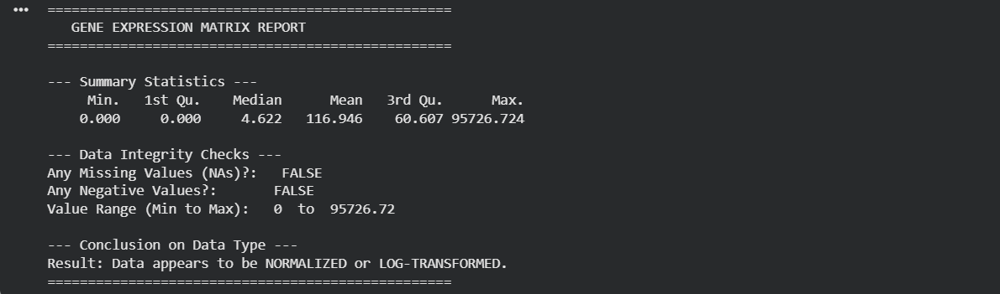 •••
==================================================
GENE EXPRESSION MATRIX REPORT
==================================================
--- Summary Statistics ---
Min. 1st Qu. Median Mean 3rd Qu. Max.
0.000 0.000 4.622 116.946 60.607 95726.724
--- Data Integrity Checks ---
Any Missing Values (NAs)?: FALSE
Any Negative Values?: FALSE
Value Range (Min to Max): 0 to 95726.72
--- Conclusion on Data Type ---
Result: Data appears to be NORMALIZED or LOG-TRANSFORMED.
==================================================